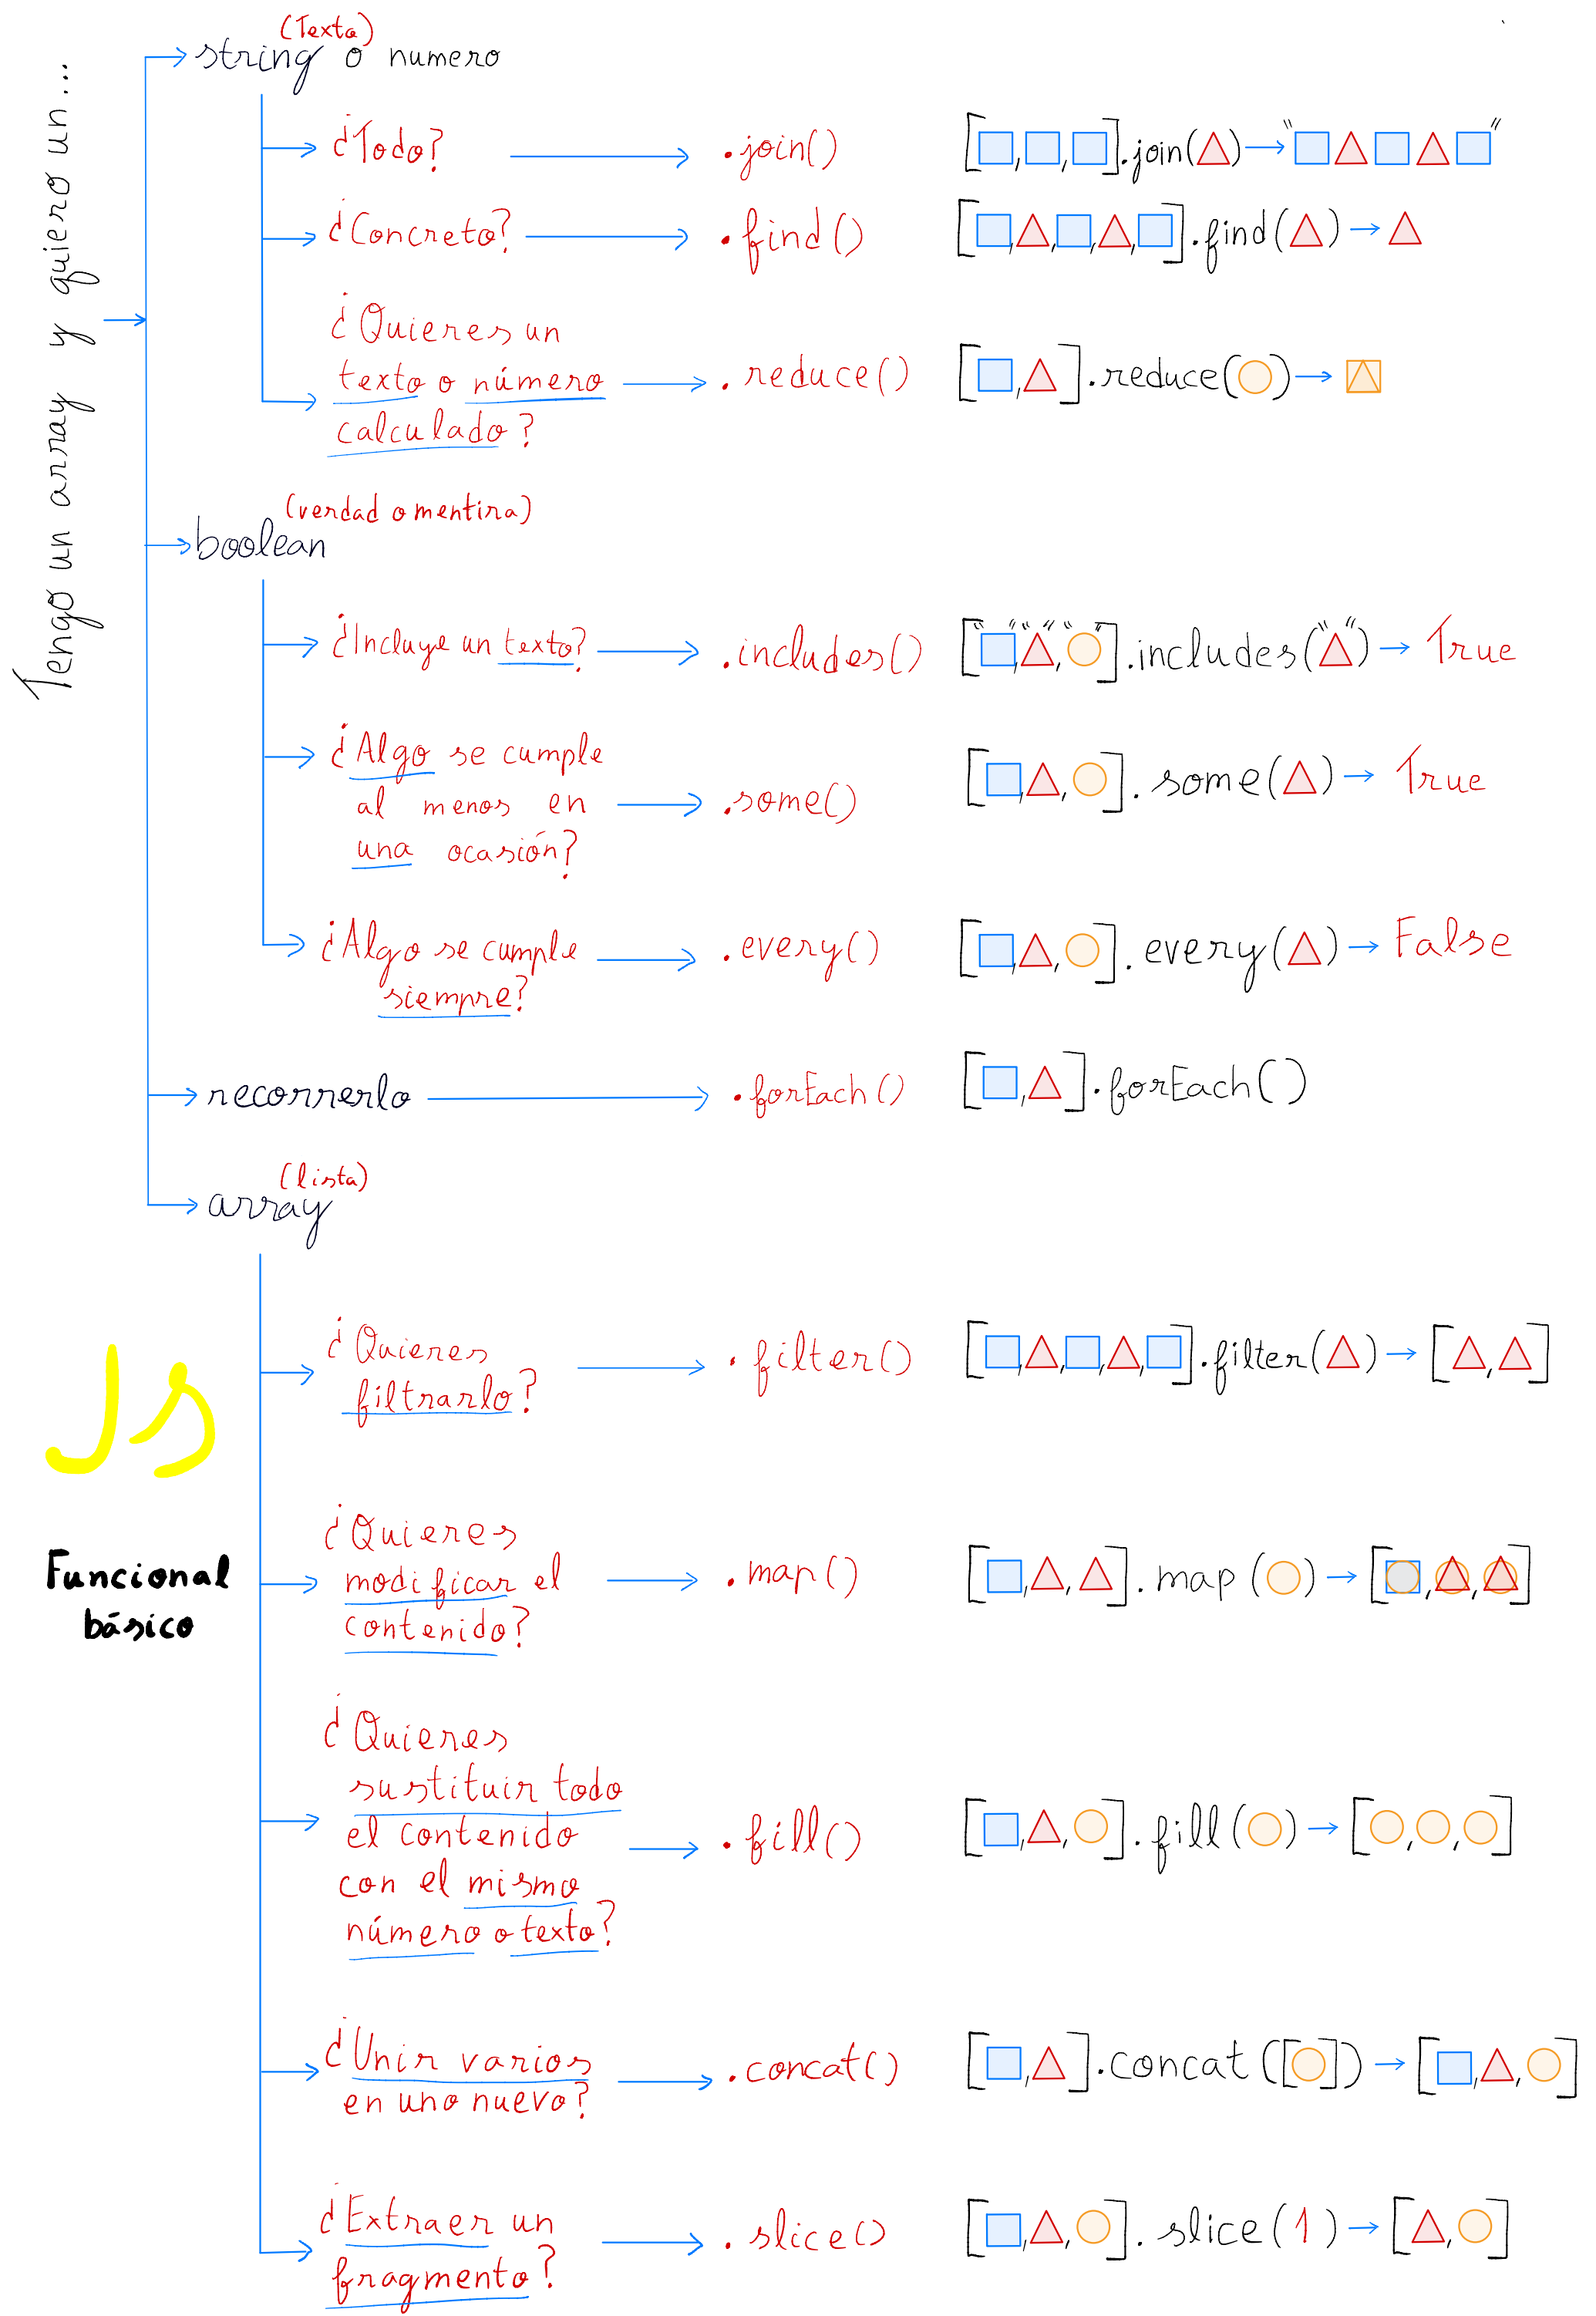 Tengo un array y quiero un...
(Texto)
string o numero
¿Todo? .join() [ , , ].join( ) " "
¿Concreto? .find() [ , , , , ].find( )
¿Quieres un
texto o número
calculado?
.reduce() [ , ].reduce( )
(verdad o mentira)
boolean
¿Incluye un texto? .includes() [" "," "," "].includes(" ") True
¿Algo se cumple
al menos en
una ocasión?
.some() [ , , ].some( ) True
¿Algo se cumple
siempre?
.every() [ , , ].every( ) False
recorrerlo .forEach() [ , ].forEach()
(lista)
array
¿Quieres
filtrarlo?
.filter() [ , , , , ].filter( ) [ , ]
JS
Funcional
básico
¿Quieres
modificar el
contenido?
.map() [ , , ].map( ) [ , , ]
¿Quieres
sustituir todo
el contenido
con el mismo
número o texto?
.fill() [ , , ].fill( ) [ , , ]
¿Unir varios
en uno nuevo?
.concat() [ , ].concat([ ]) [ , , ]
¿Extraer un
fragmento?
.slice() [ , , ].slice(1) [ , ]